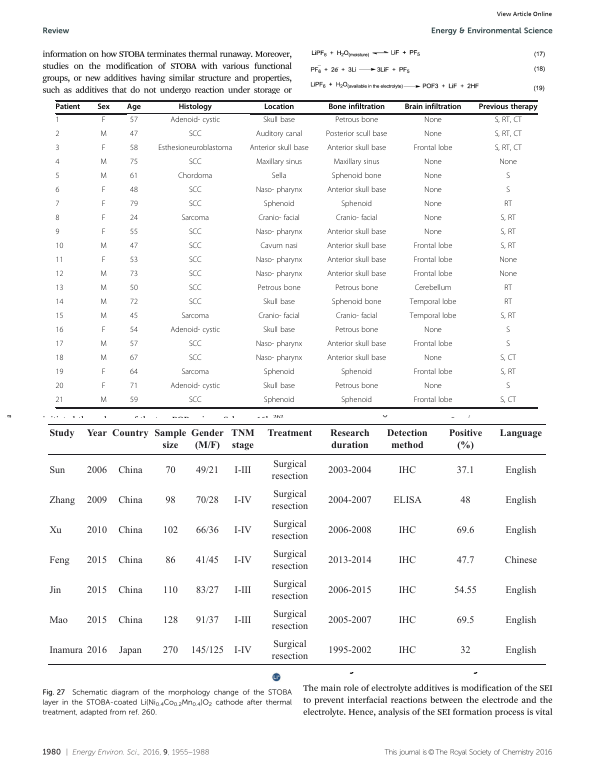 View Article Online
Review
Energy & Environmental Science
information on how STOBA terminates thermal runaway. Moreover,
studies on the modification of STOBA with various functional
groups, or new additives having similar structure and properties,
such as additives that do not undergo reaction under storage or
LiPF6 + H2O(moisture) LiF + PF5 (17)
PF6- + 2e + 3Li 3LiF + PF5 (18)
LiPF6 + H2O(available in the electrolyte) POF3 + LiF + 2HF (19)
Patient Sex Age Histology Location Bone infiltration Brain infiltration Previous therapy
1 F 57 Adenoid- cystic Skull base Petrous bone None S, RT, CT
2 M 47 SCC Auditory canal Posterior scull base None S, RT, CT
3 F 58 Esthesioneuroblastoma Anterior skull base Anterior skull base Frontal lobe S, RT, CT
4 M 75 SCC Maxillary sinus Maxillary sinus None None
5 M 61 Chordoma Sella Sphenoid bone None S
6 F 48 SCC Naso- pharynx Anterior skull base None S
7 F 79 SCC Sphenoid Sphenoid None RT
8 F 24 Sarcoma Cranio- facial Cranio- facial None S, RT
9 F 55 SCC Naso- pharynx Anterior skull base None S, RT
10 M 47 SCC Cavum nasi Anterior skull base Frontal lobe S, RT
11 F 53 SCC Naso- pharynx Anterior skull base Frontal lobe None
12 M 73 SCC Naso- pharynx Anterior skull base Frontal lobe None
13 M 50 SCC Petrous bone Petrous bone Cerebellum RT
14 M 72 SCC Skull base Sphenoid bone Temporal lobe RT
15 M 45 Sarcoma Cranio- facial Cranio- facial Temporal lobe S, RT
16 F 54 Adenoid- cystic Skull base Petrous bone None S
17 M 57 SCC Naso- pharynx Anterior skull base Frontal lobe S
18 M 67 SCC Naso- pharynx Anterior skull base None S, CT
19 F 64 Sarcoma Sphenoid Sphenoid Frontal lobe S, RT
20 F 71 Adenoid- cystic Skull base Petrous bone None S
21 M 59 SCC Sphenoid Sphenoid Frontal lobe S, CT
Study Year Country Sample size Gender (M/F) TNM stage Treatment Research duration Detection method Positive (%) Language
Sun 2006 China 70 49/21 I-III Surgical resection 2003-2004 IHC 37.1 English
Zhang 2009 China 98 70/28 I-IV Surgical resection 2004-2007 ELISA 48 English
Xu 2010 China 102 66/36 I-IV Surgical resection 2006-2008 IHC 69.6 English
Feng 2015 China 86 41/45 I-IV Surgical resection 2013-2014 IHC 47.7 Chinese
Jin 2015 China 110 83/27 I-III Surgical resection 2006-2015 IHC 54.55 English
Mao 2015 China 128 91/37 I-III Surgical resection 2005-2007 IHC 69.5 English
Inamura 2016 Japan 270 145/125 I-IV Surgical resection 1995-2002 IHC 32 English
Fig. 27 Schematic diagram of the morphology change of the STOBA
layer in the STOBA-coated Li(Ni0.4Co0.2Mn0.4)O2 cathode after thermal
treatment, adapted from ref. 260.
The main role of electrolyte additives is modification of the SEI
to prevent interfacial reactions between the electrode and the
electrolyte. Hence, analysis of the SEI formation process is vital
1980 | Energy Environ. Sci., 2016, 9, 1955–1988
This journal is © The Royal Society of Chemistry 2016